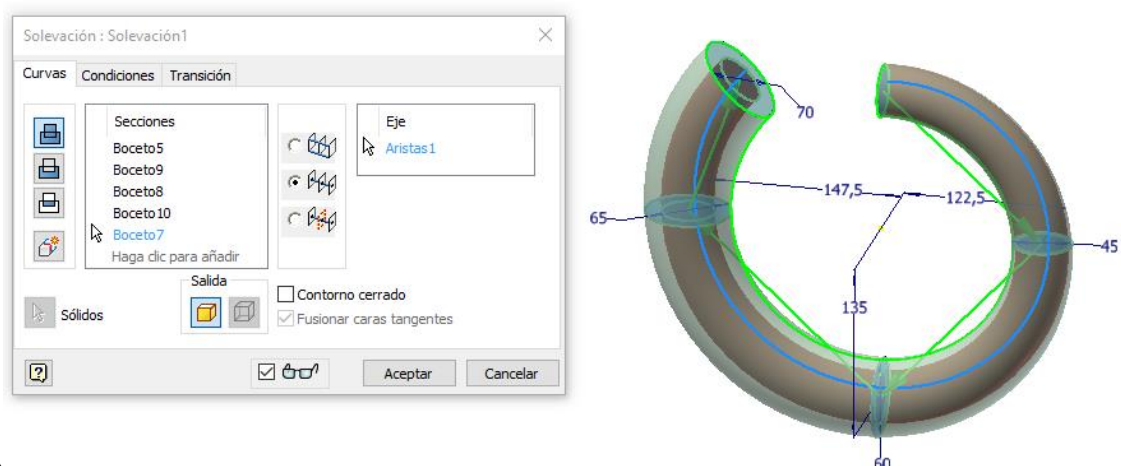 Solevación : Solevación1
Curvas Condiciones Transición
Secciones
Boceto5
Boceto9
Boceto8
Boceto10
Boceto7
Haga clic para añadir
Eje
Aristas1
Sólidos
Salida
Contorno cerrado
Fusionar caras tangentes
Aceptar Cancelar
70
147,5
122,5
65
45
135
60